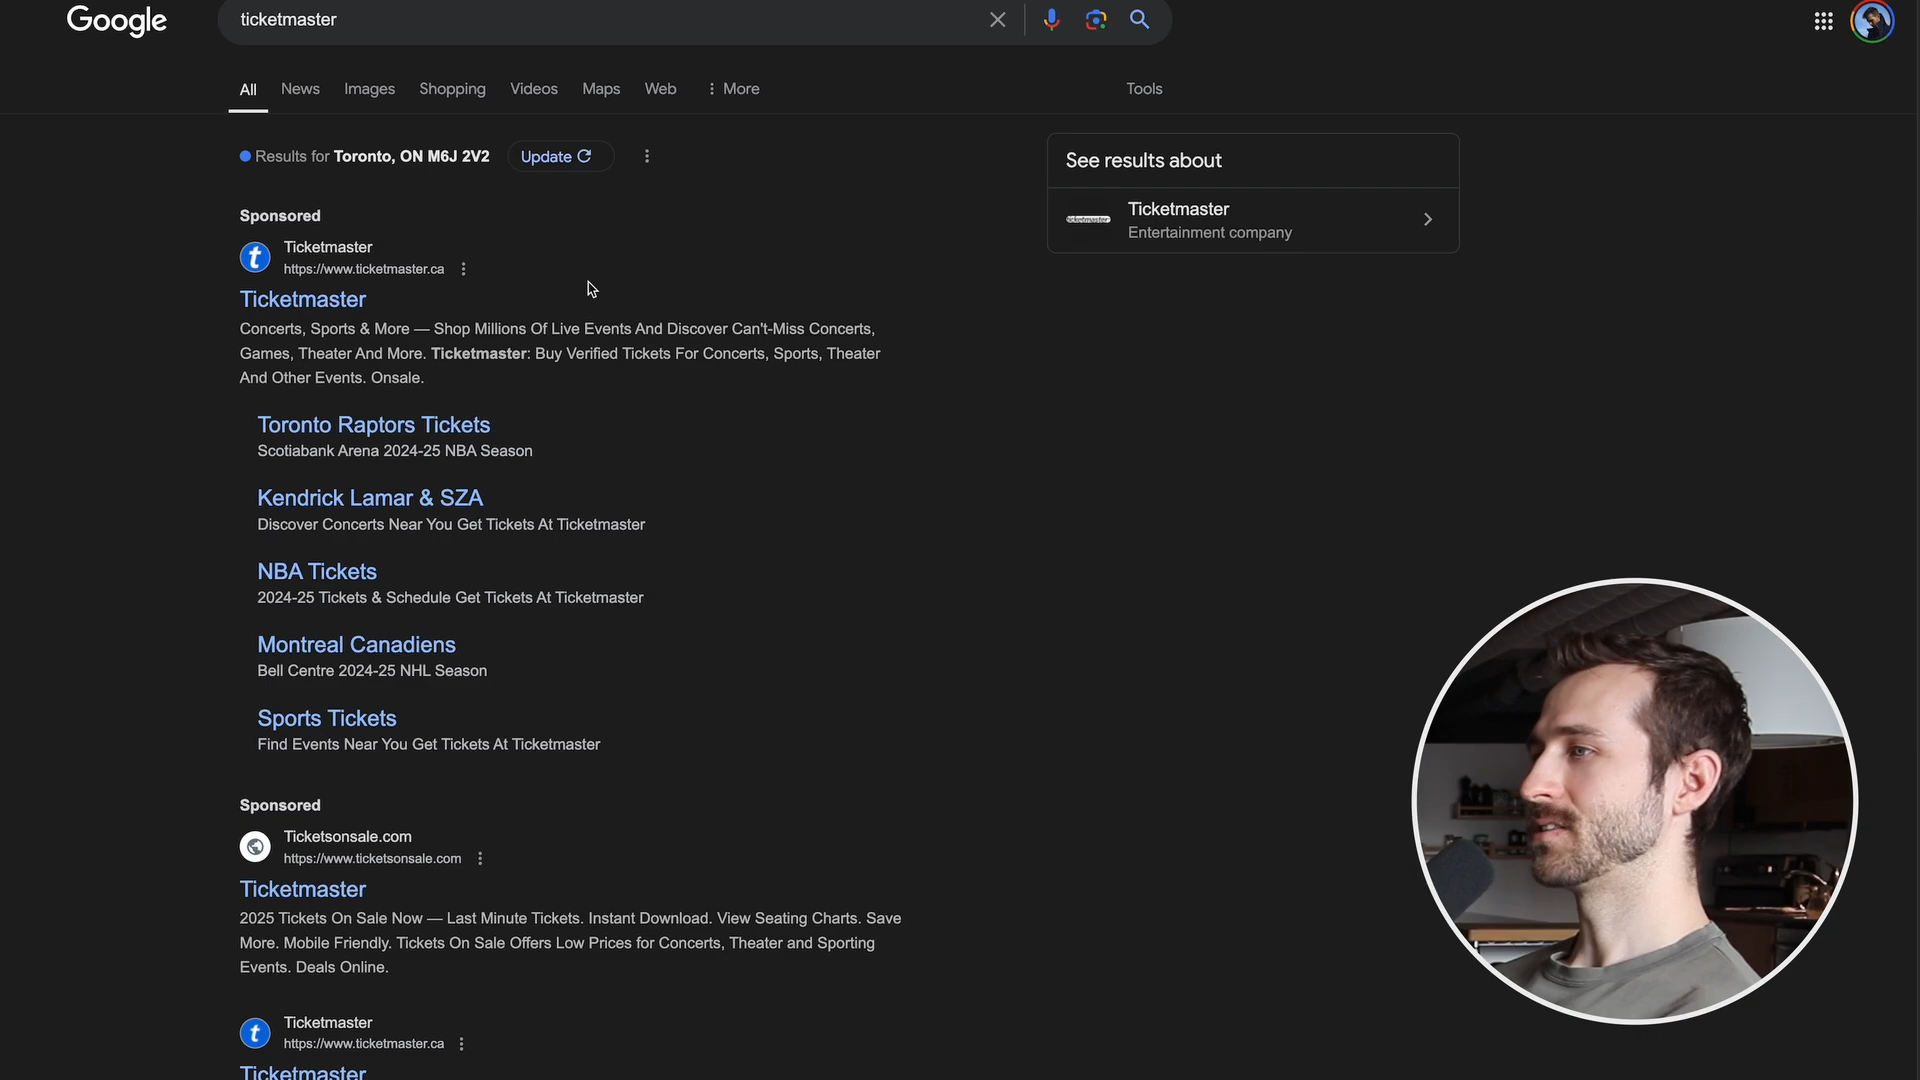 Google
ticketmaster
All
News
Images
Shopping
Videos
Maps
Web
More
Tools
Results for Toronto, ON M6J 2V2
Update
See results about
ticketmaster
Ticketmaster
Entertainment company
Sponsored
t
Ticketmaster
https://www.ticketmaster.ca
Ticketmaster
Concerts, Sports & More — Shop Millions Of Live Events And Discover Can't-Miss Concerts,
Games, Theater And More. Ticketmaster: Buy Verified Tickets For Concerts, Sports, Theater
And Other Events. Onsale.
Toronto Raptors Tickets
Scotiabank Arena 2024-25 NBA Season
Kendrick Lamar & SZA
Discover Concerts Near You Get Tickets At Ticketmaster
NBA Tickets
2024-25 Tickets & Schedule Get Tickets At Ticketmaster
Montreal Canadiens
Bell Centre 2024-25 NHL Season
Sports Tickets
Find Events Near You Get Tickets At Ticketmaster
Sponsored
Ticketsonsale.com
https://www.ticketsonsale.com
Ticketmaster
2025 Tickets On Sale Now — Last Minute Tickets. Instant Download. View Seating Charts. Save
More. Mobile Friendly. Tickets On Sale Offers Low Prices for Concerts, Theater and Sporting
Events. Deals Online.
t
Ticketmaster
https://www.ticketmaster.ca
Ticketmaster